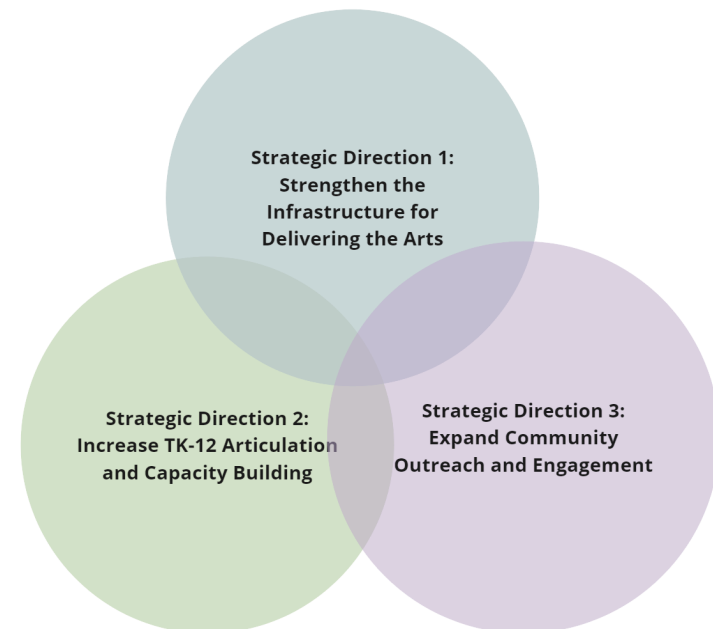 Strategic Direction 1:
Strengthen the
Infrastructure for
Delivering the Arts
Strategic Direction 2:
Increase TK-12 Articulation
and Capacity Building
Strategic Direction 3:
Expand Community
Outreach and Engagement